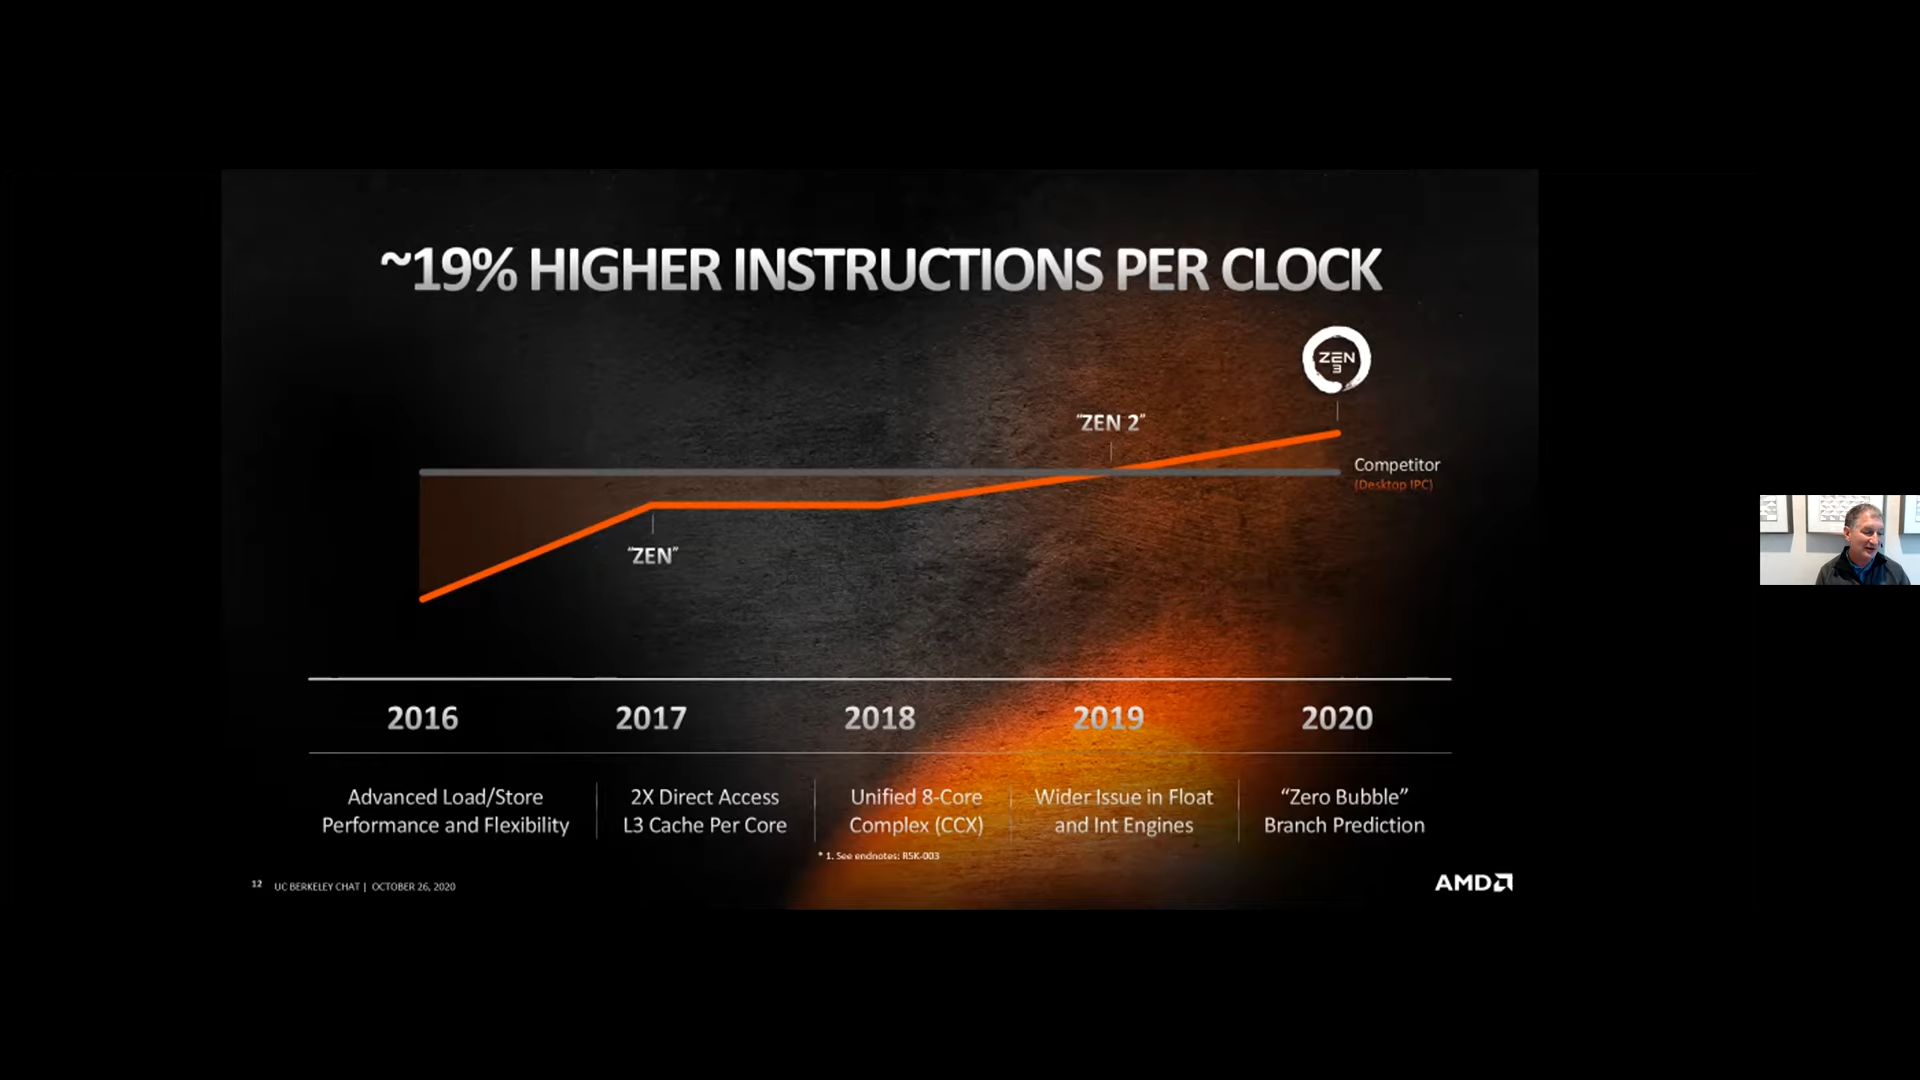 ~19% HIGHER INSTRUCTIONS PER CLOCK
ZEN
3
"ZEN 2"
Competitor
(Desktop IPC)
"ZEN"
2016 2017 2018 2019 2020
Advanced Load/Store
Performance and Flexibility
2X Direct Access
L3 Cache Per Core
Unified 8-Core
Complex (CCX)
Wider Issue in Float
and Int Engines
“Zero Bubble”
Branch Prediction
* 1. See endnotes: R5K-003
12 UC BERKELEY CHAT | OCTOBER 26, 2020
AMD